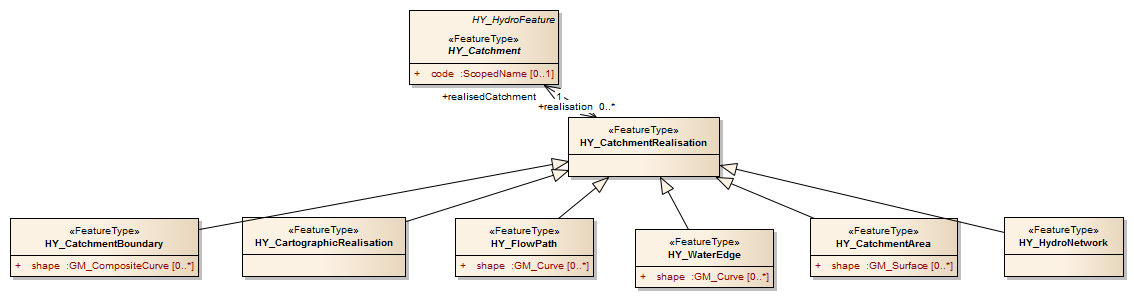 HY_HydroFeature
«FeatureType»
HY_Catchment
+ code :ScopedName [0..1]
+realisedCatchment 1
+realisation 0..*
«FeatureType»
HY_CatchmentRealisation
«FeatureType»
HY_CatchmentBoundary
+ shape :GM_CompositeCurve [0..*]
«FeatureType»
HY_CartographicRealisation
«FeatureType»
HY_FlowPath
+ shape :GM_Curve [0..*]
«FeatureType»
HY_WaterEdge
+ shape :GM_Curve [0..*]
«FeatureType»
HY_CatchmentArea
+ shape :GM_Surface [0..*]
«FeatureType»
HY_HydroNetwork